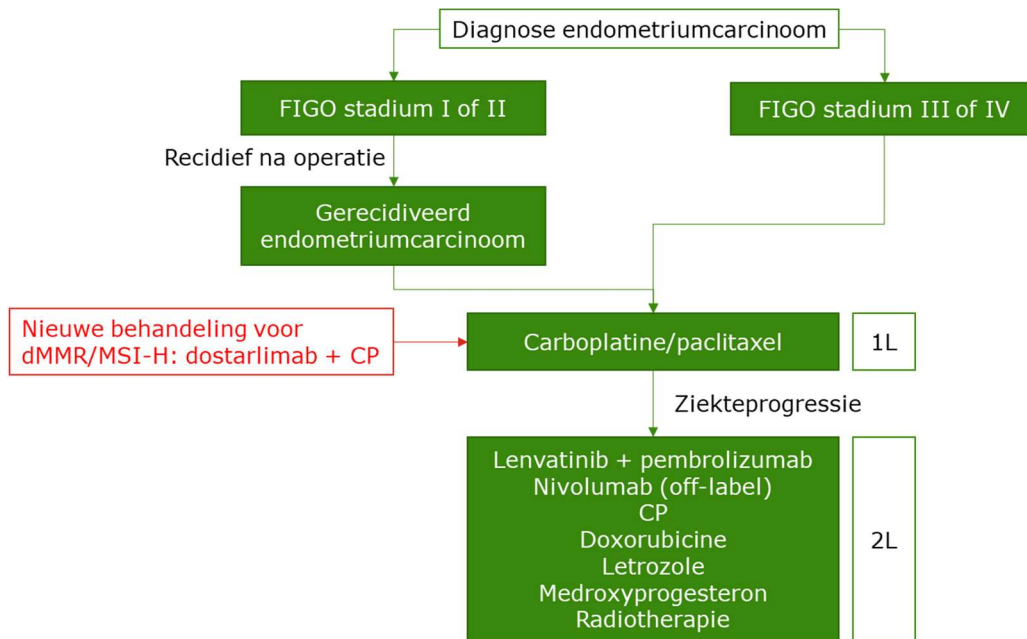 Diagnose endometriumcarcinoom
FIGO stadium I of II
FIGO stadium III of IV
Recidief na operatie
Gerecidiveerd
endometriumcarcinoom
Nieuwe behandeling voor
dMMR/MSI-H: dostarlimab + CP
Carboplatine/paclitaxel
1L
Ziekteprogressie
Lenvatinib + pembrolizumab
Nivolumab (off-label)
CP
Doxorubicine
Letrozole
Medroxyprogesteron
Radiotherapie
2L